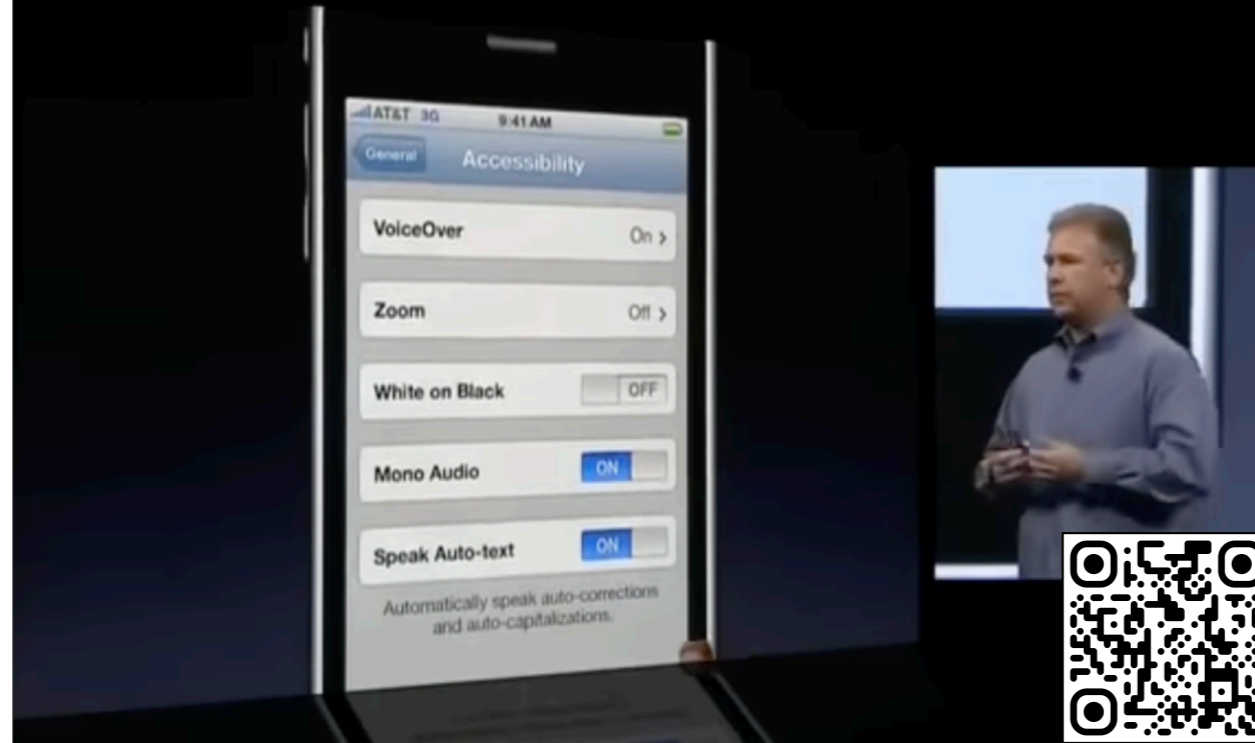 AT&T 3G 9:41 AM
General Accessibility
VoiceOver On
Zoom Off
White on Black OFF
Mono Audio ON
Speak Auto-text ON
Automatically speak auto-corrections
and auto-capitalizations.